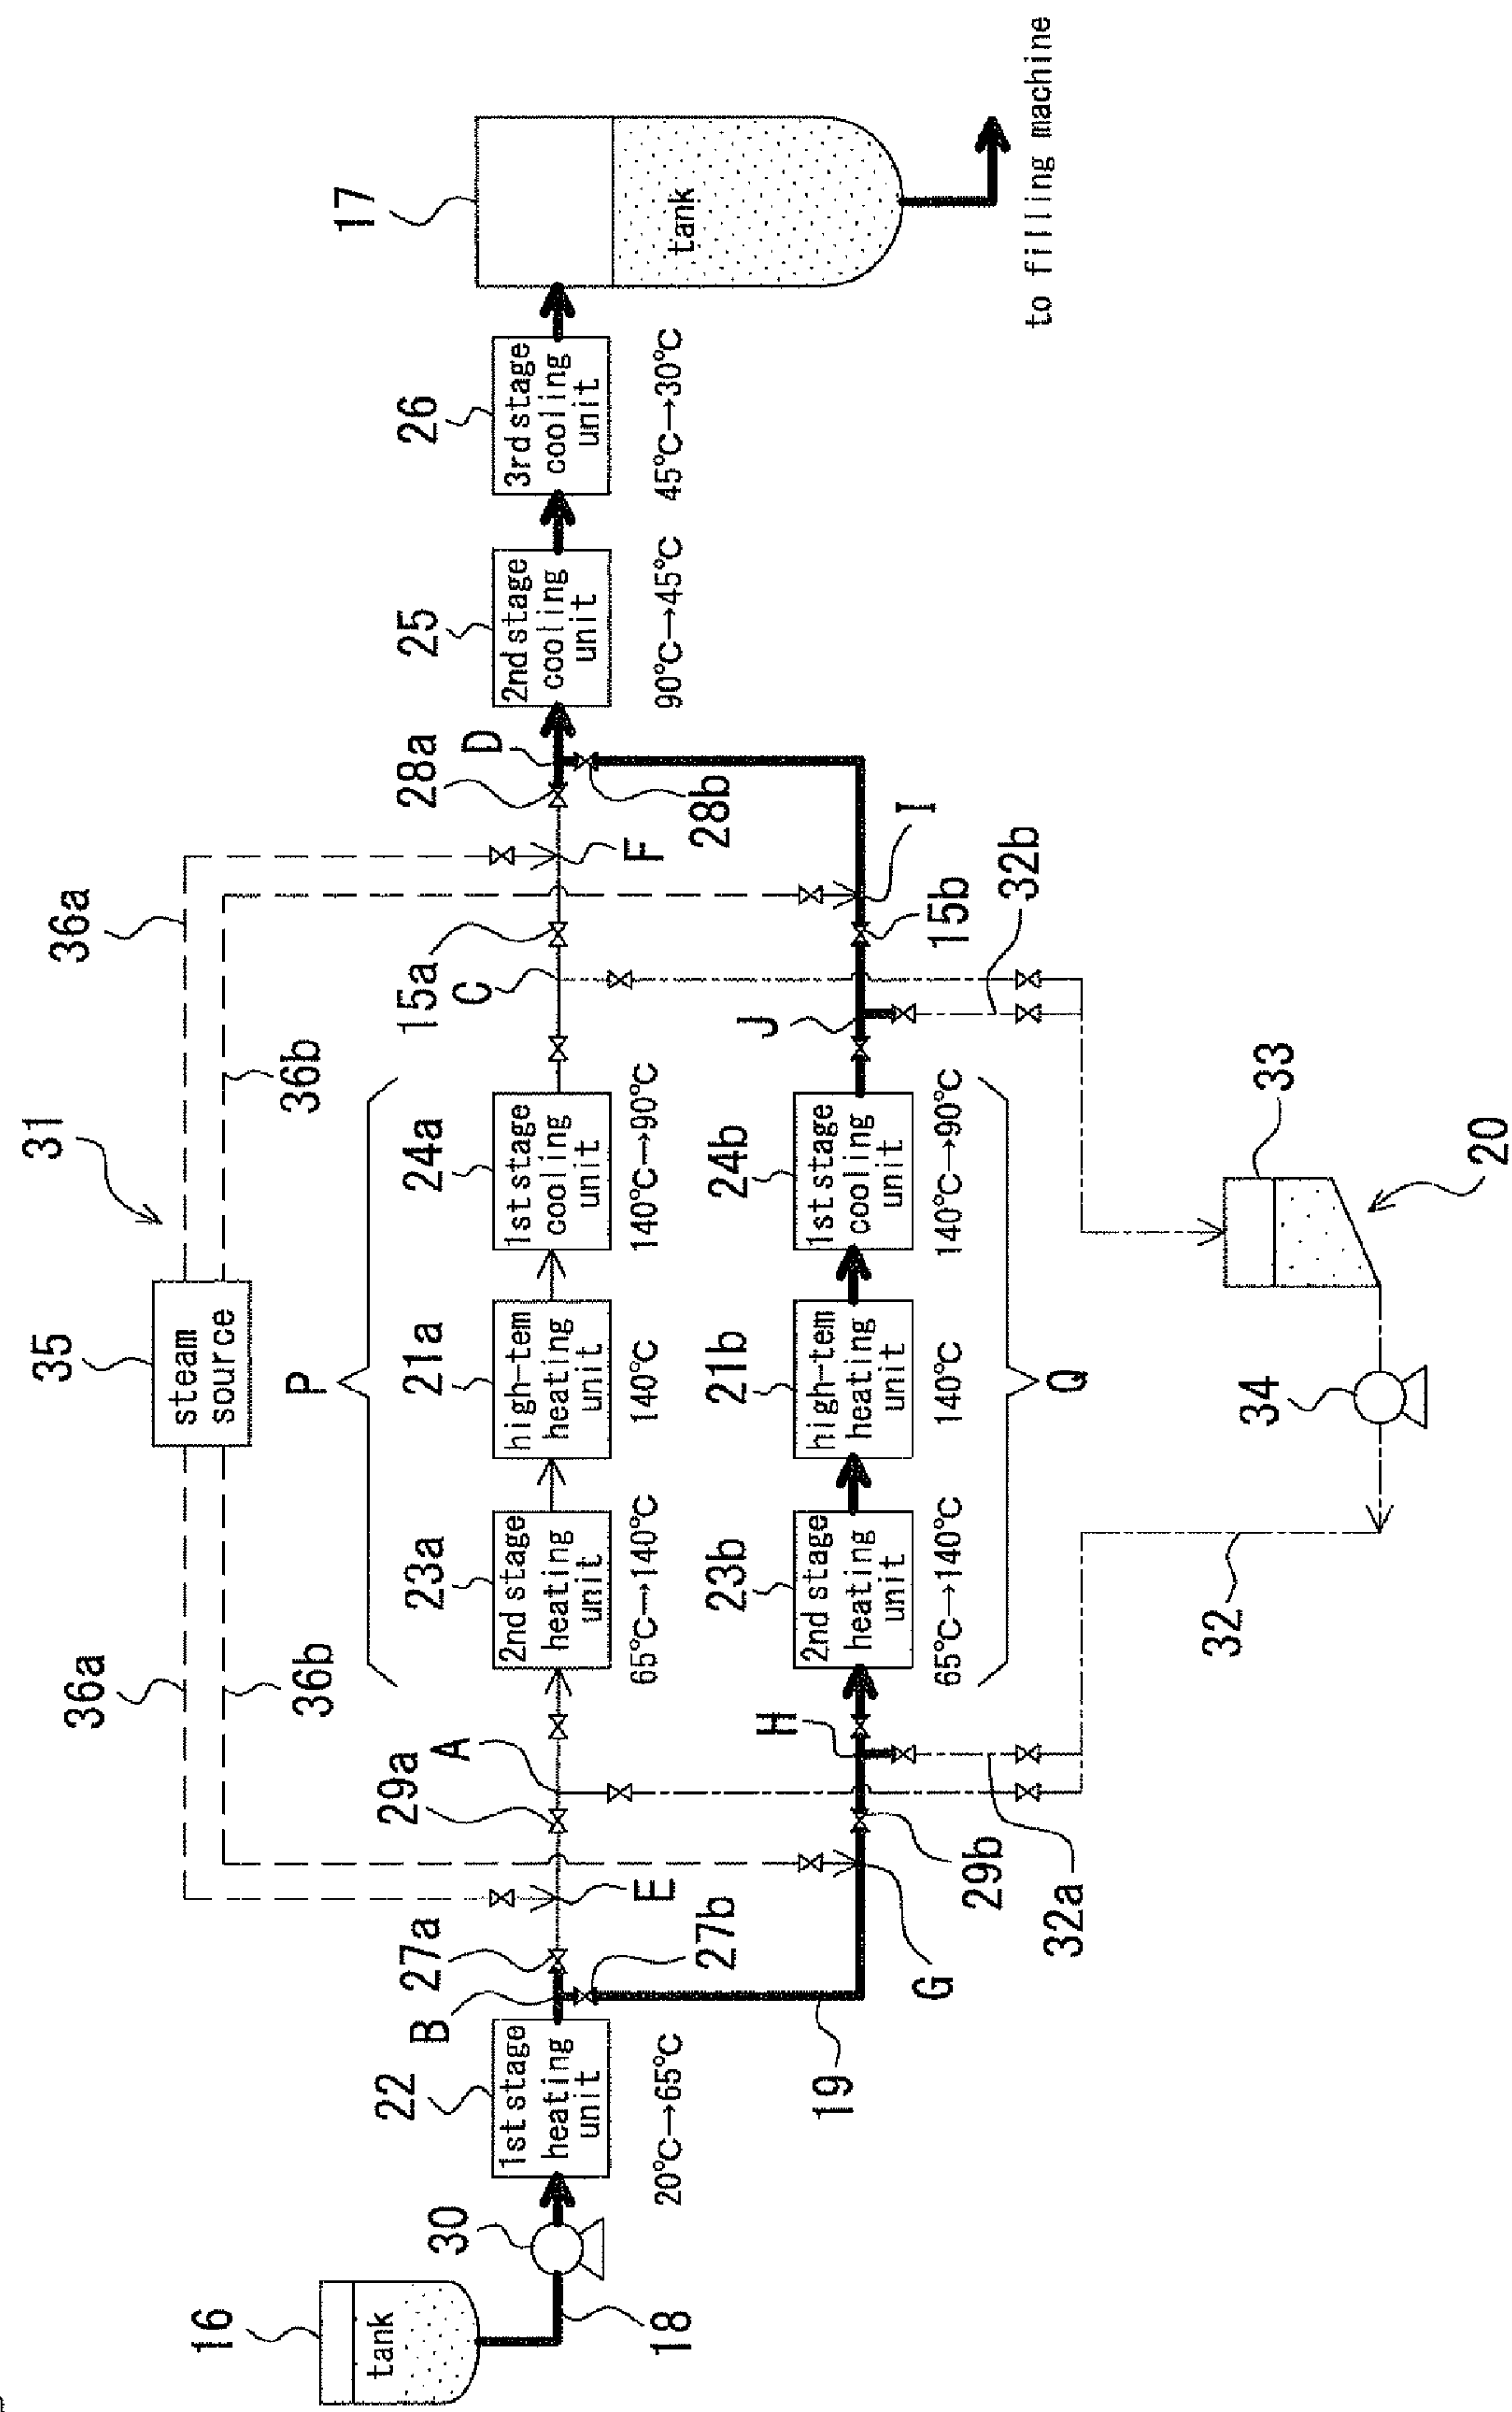 31
35
steam
source
36a
36a
36b
36b
P
16
tank
30
18
22
1st stage
heating
unit
20℃→65℃
B
27a
27b
19
E
G
29a
29b
A
H
32a
23a
2nd stage
heating
unit
65℃→140℃
21a
high-tem
heating
unit
140℃
24a
1st stage
cooling
unit
140℃→90℃
23b
2nd stage
heating
unit
65℃→140℃
21b
high-tem
heating
unit
140℃
24b
1st stage
cooling
unit
140℃→90℃
Q
C
15a
F
J
15b
I
32b
28a
D
28b
25
2nd stage
cooling
unit
90℃→45℃
26
3rd stage
cooling
unit
45℃→30℃
17
tank
to filling machine
32
34
33
20